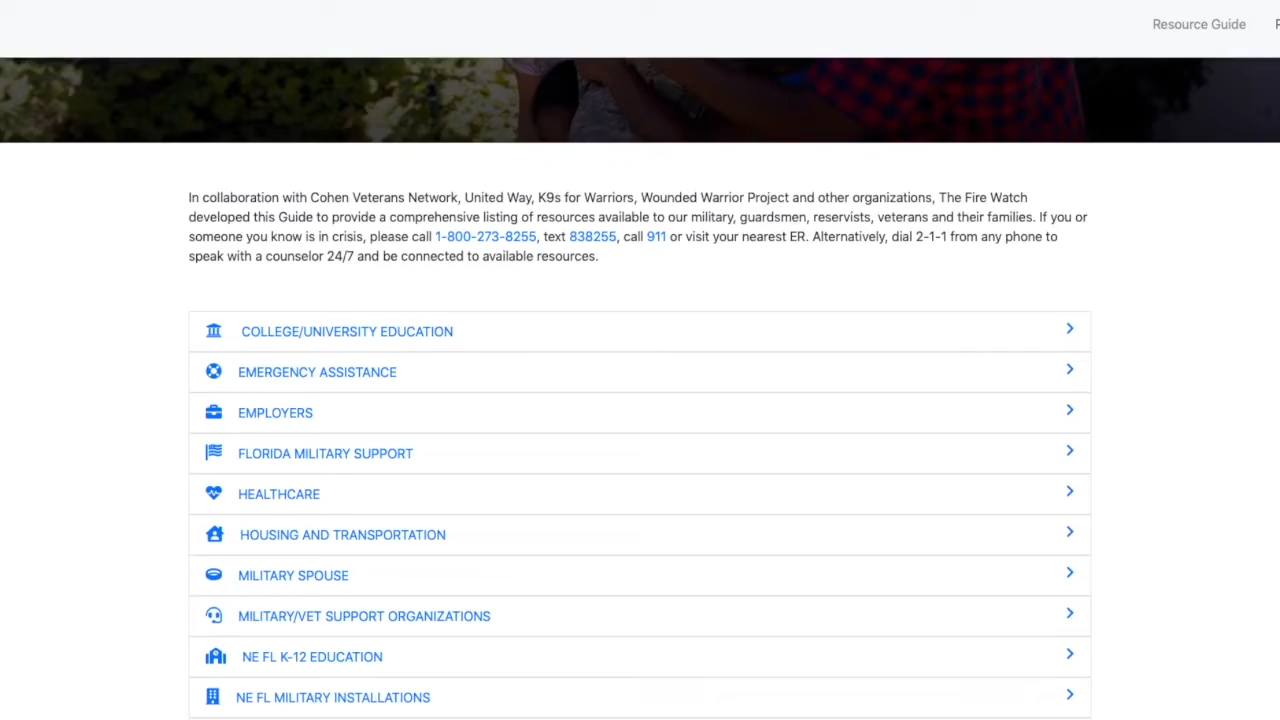 Resource Guide
In collaboration with Cohen Veterans Network, United Way, K9s for Warriors, Wounded Warrior Project and other organizations, The Fire Watch
developed this Guide to provide a comprehensive listing of resources available to our military, guardsmen, reservists, veterans and their families. If you or
someone you know is in crisis, please call 1-800-273-8255, text 838255, call 911 or visit your nearest ER. Alternatively, dial 2-1-1 from any phone to
speak with a counselor 24/7 and be connected to available resources.
COLLEGE/UNIVERSITY EDUCATION
EMERGENCY ASSISTANCE
EMPLOYERS
FLORIDA MILITARY SUPPORT
HEALTHCARE
HOUSING AND TRANSPORTATION
MILITARY SPOUSE
MILITARY/VET SUPPORT ORGANIZATIONS
NE FL K-12 EDUCATION
NE FL MILITARY INSTALLATIONS